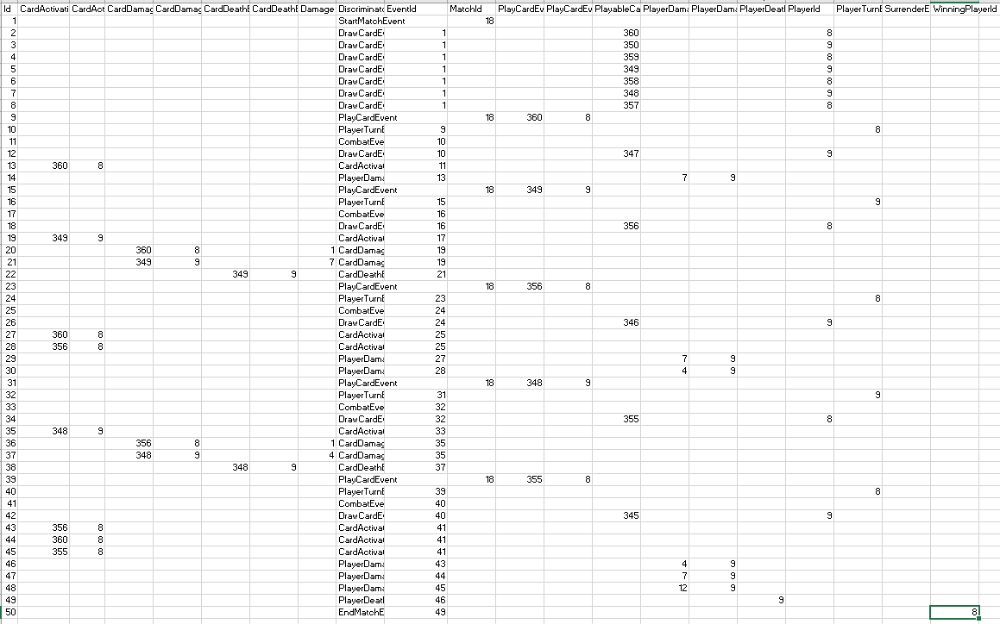 Id CardActivati CardAct CardDamag CardDamag CardDeathE CardDeathE Damage Discriminato EventId MatchId PlayCardEv PlayCardEv PlayableCa PlayerDama PlayerDama PlayerDeatl PlayerId PlayerTurnE SurrenderE WinningPlayerId
1 StartMatchEvent 18
2 DrawCardE 1 360 8
3 DrawCardE 1 350 9
4 DrawCardE 1 359 8
5 DrawCardE 1 349 9
6 DrawCardE 1 358 8
7 DrawCardE 1 348 9
8 DrawCardE 1 357 8
9 PlayCardEvent 18 360 8
10 PlayerTurnE 9 8
11 CombatEve 10
12 DrawCardE 10 347 9
13 360 8 CardActiva 11
14 PlayerDama 13 7 9
15 PlayCardEvent 18 349 9
16 PlayerTurnE 15 9
17 CombatEve 16
18 DrawCardE 16 356 8
19 349 9 CardActiva 17
20 360 8 1 CardDamag 19
21 349 9 7 CardDamag 19
22 349 9 CardDeathE 21
23 PlayCardEvent 18 356 8
24 PlayerTurnE 23 8
25 CombatEve 24
26 DrawCardE 24 346 9
27 360 8 CardActiva 25
28 356 8 CardActiva 25
29 PlayerDama 27 7 9
30 PlayerDama 28 4 9
31 PlayCardEvent 18 348 9
32 PlayerTurnE 31 9
33 CombatEve 32
34 DrawCardE 32 355 8
35 348 9 CardActiva 33
36 356 8 1 CardDamag 35
37 348 9 4 CardDamag 35
38 348 9 CardDeathE 37
39 PlayCardEvent 18 355 8
40 PlayerTurnE 39 8
41 CombatEve 40
42 DrawCardE 40 345 9
43 356 8 CardActiva 41
44 360 8 CardActiva 41
45 355 8 CardActiva 41
46 PlayerDama 43 4 9
47 PlayerDama 44 7 9
48 PlayerDama 45 12 9
49 PlayerDeatl 46 9
50 EndMatchE 49 8